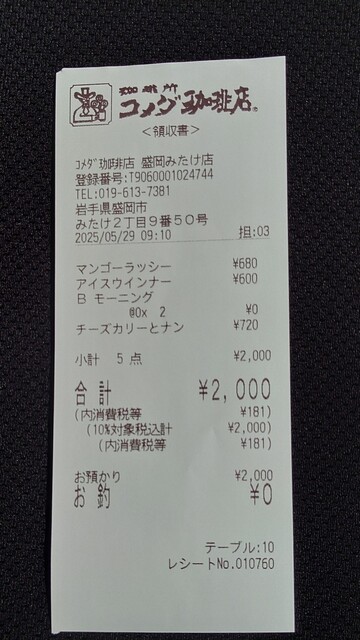 珈琲所
コメダ珈琲店
<領収書>
コメダ珈琲店 盛岡みたけ店
登録番号:T9060001024744
TEL:019-613-7381
岩手県盛岡市
みたけ2丁目9番50号
2025/05/29 09:10 担:03
マンゴーラッシー ¥680
アイスウインナー ¥600
B モーニング
@0x 2 ¥0
チーズカリーとナン ¥720
小計 5点 ¥2,000
合計 ¥2,000
(内消費税等 ¥181)
(10%対象税込計 ¥2,000)
(内消費税等 ¥181)
お預かり ¥2,000
お釣 ¥0
テーブル:10
レシートNo.010760